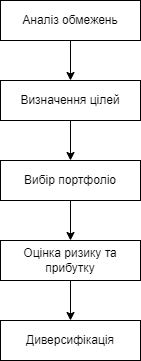 Аналіз обмежень
Визначення цілей
Вибір портфоліо
Оцінка ризику та
прибутку
Диверсифікація